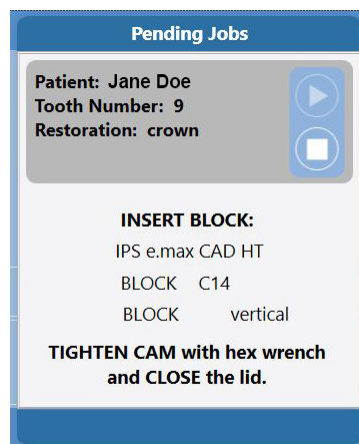 Pending Jobs
Patient: Jane Doe
Tooth Number: 9
Restoration: crown
INSERT BLOCK:
IPS e.max CAD HT
BLOCK C14
BLOCK vertical
TIGHTEN CAM with hex wrench
and CLOSE the lid.